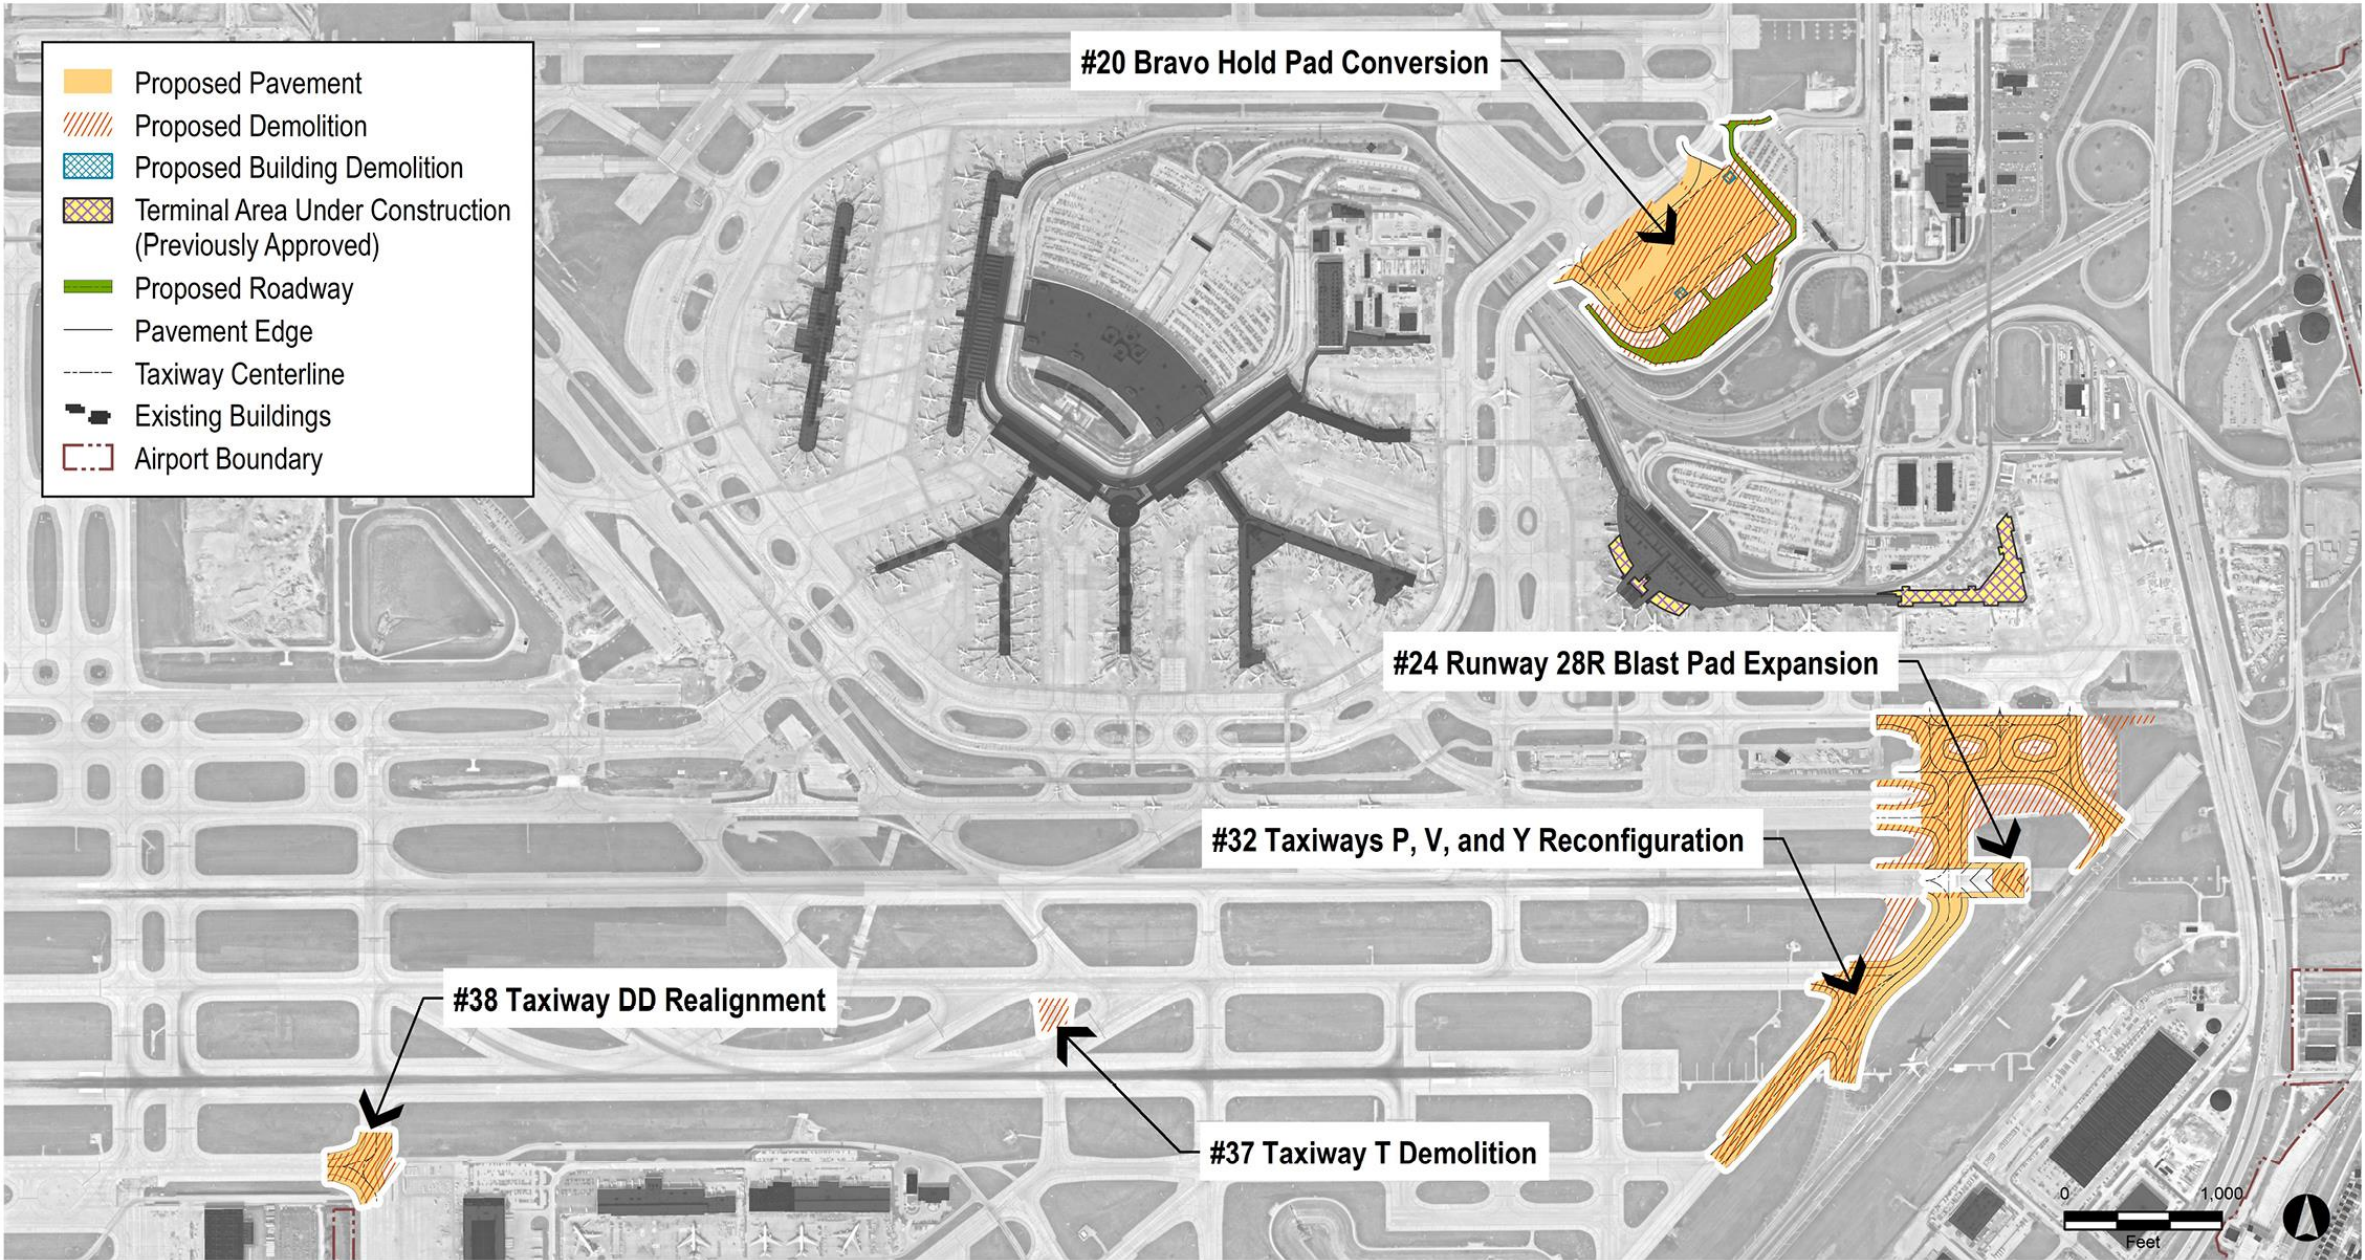 Proposed Pavement
Proposed Demolition
Proposed Building Demolition
Terminal Area Under Construction
(Previously Approved)
Proposed Roadway
Pavement Edge
Taxiway Centerline
Existing Buildings
Airport Boundary
#20 Bravo Hold Pad Conversion
#24 Runway 28R Blast Pad Expansion
#32 Taxiways P, V, and Y Reconfiguration
#38 Taxiway DD Realignment
#37 Taxiway T Demolition
0 1,000
Feet